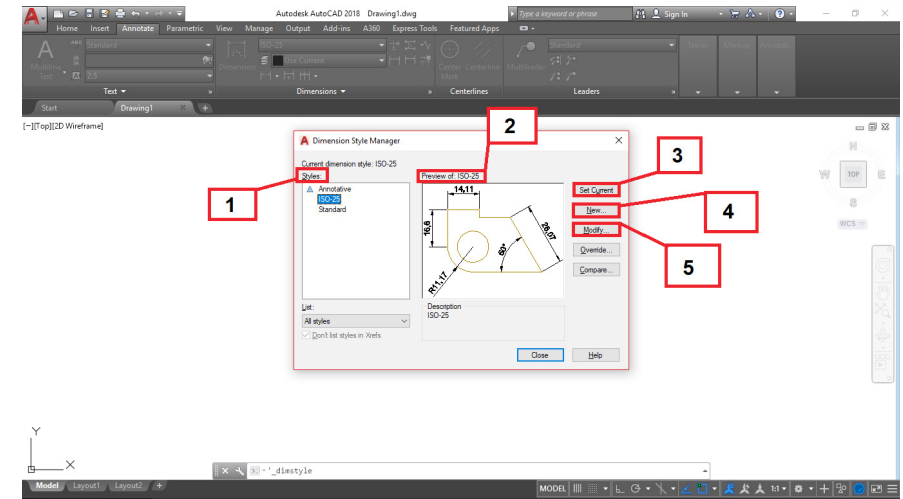 Autodesk AutoCAD 2018 Drawing1.dwg
Type a keyword or phrase
Sign In
Home Insert Annotate Parametric View Manage Output Add-ins A360 Express Tools Featured Apps
Standard
ISO-25
Standard
Tables
Markup
Multiline Text
Use Current
Dimension
Center Mark
Centerline
Multileader
2.5
Text
Dimensions
Centerlines
Leaders
Start
Drawing1
[−][Top][2D Wireframe]
2
Dimension Style Manager
N
3
Current dimension style: ISO-25
Styles:
Preview of: ISO-25
W
TOP
E
Annotative
ISO-25
Standard
14,11
Set Current
1
New...
4
S
WCS
16,6
28,07
Modify...
60°
Override...
R11,17
Compare...
5
List:
Description
All styles
ISO-25
Don't list styles in Xrefs
Close
Help
Y
X
'_dimstyle
Model Layout1 Layout2 +
MODEL
1:1